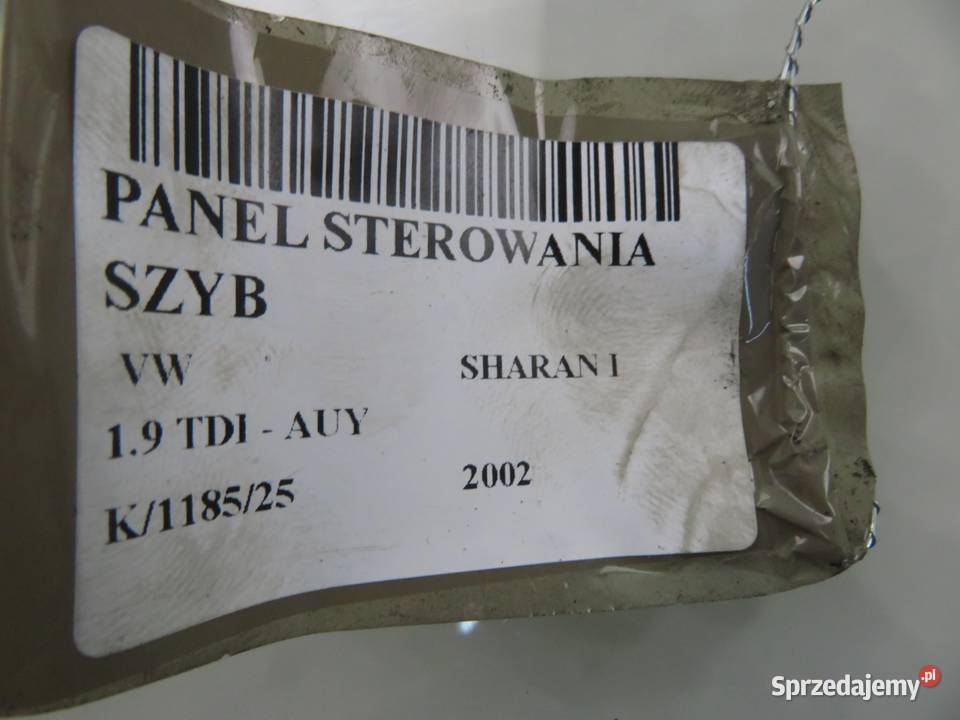 PANEL STEROWANIA
SZYB
VW SHARAN I
1.9 TDI - AUY
K/1185/25 2002
Sprzedajemy.pl